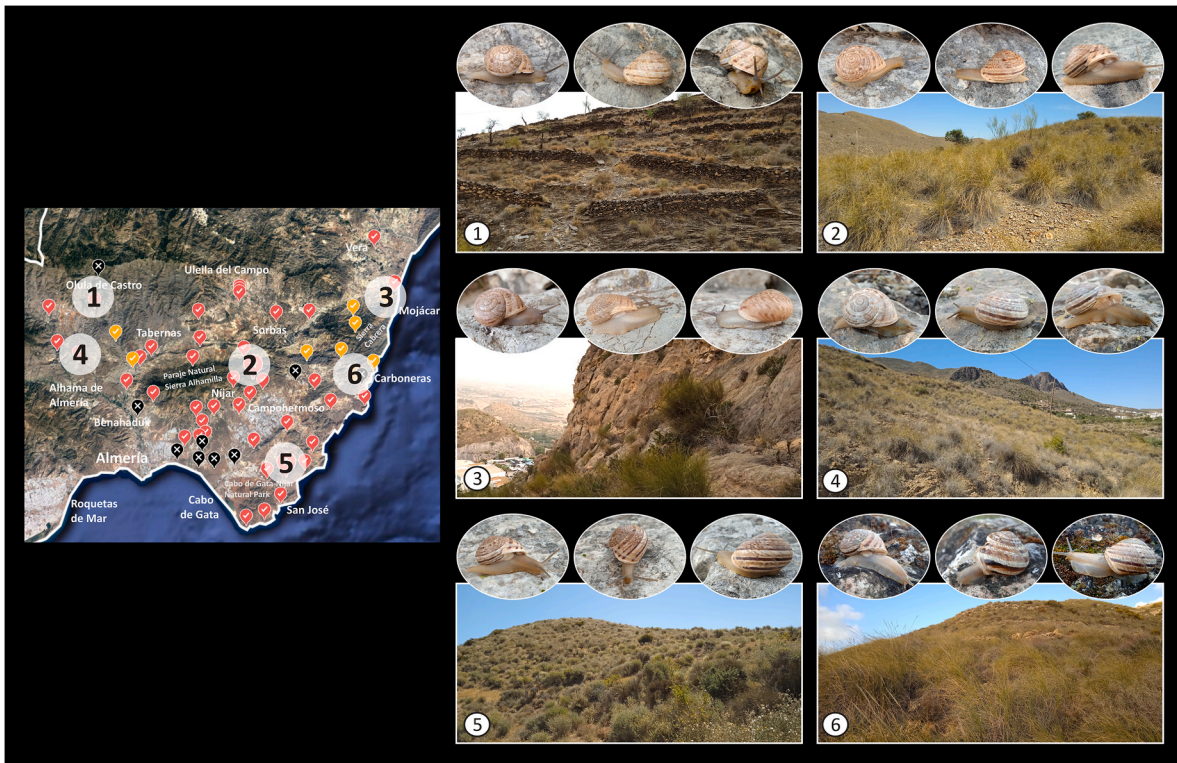 Vera
Ulella del Campo
Olula de Castro
1
3
Mojácar
Tabernas
Sorbas
Sierra
Cabrera
4
2
Paraje Natural
Sierra Alhamilla
6
Carboneras
Alhama de
Almería
Níjar
Campohermoso
Benahadux
Almería
5
Cabo de Gata-Níjar
Natural Park
Roquetas
de Mar
Cabo
de Gata
San José
1
2
3
4
5
6